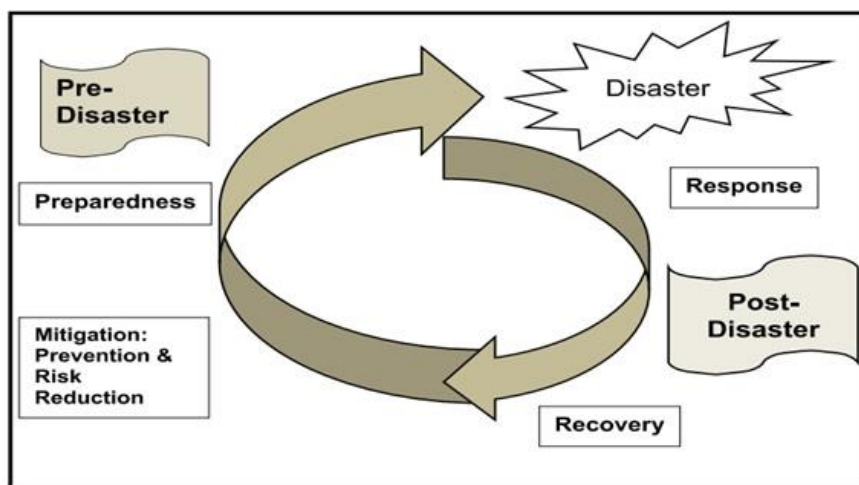 Pre-
Disaster
Disaster
Preparedness
Response
Mitigation:
Prevention &
Risk
Reduction
Post-
Disaster
Recovery